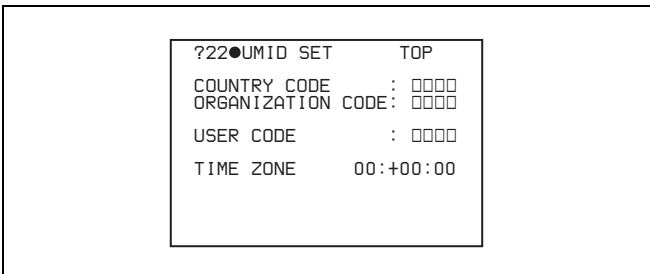 ?22●UMID SET TOP
COUNTRY CODE : □□□□
ORGANIZATION CODE: □□□□
USER CODE : □□□□
TIME ZONE 00:+00:00